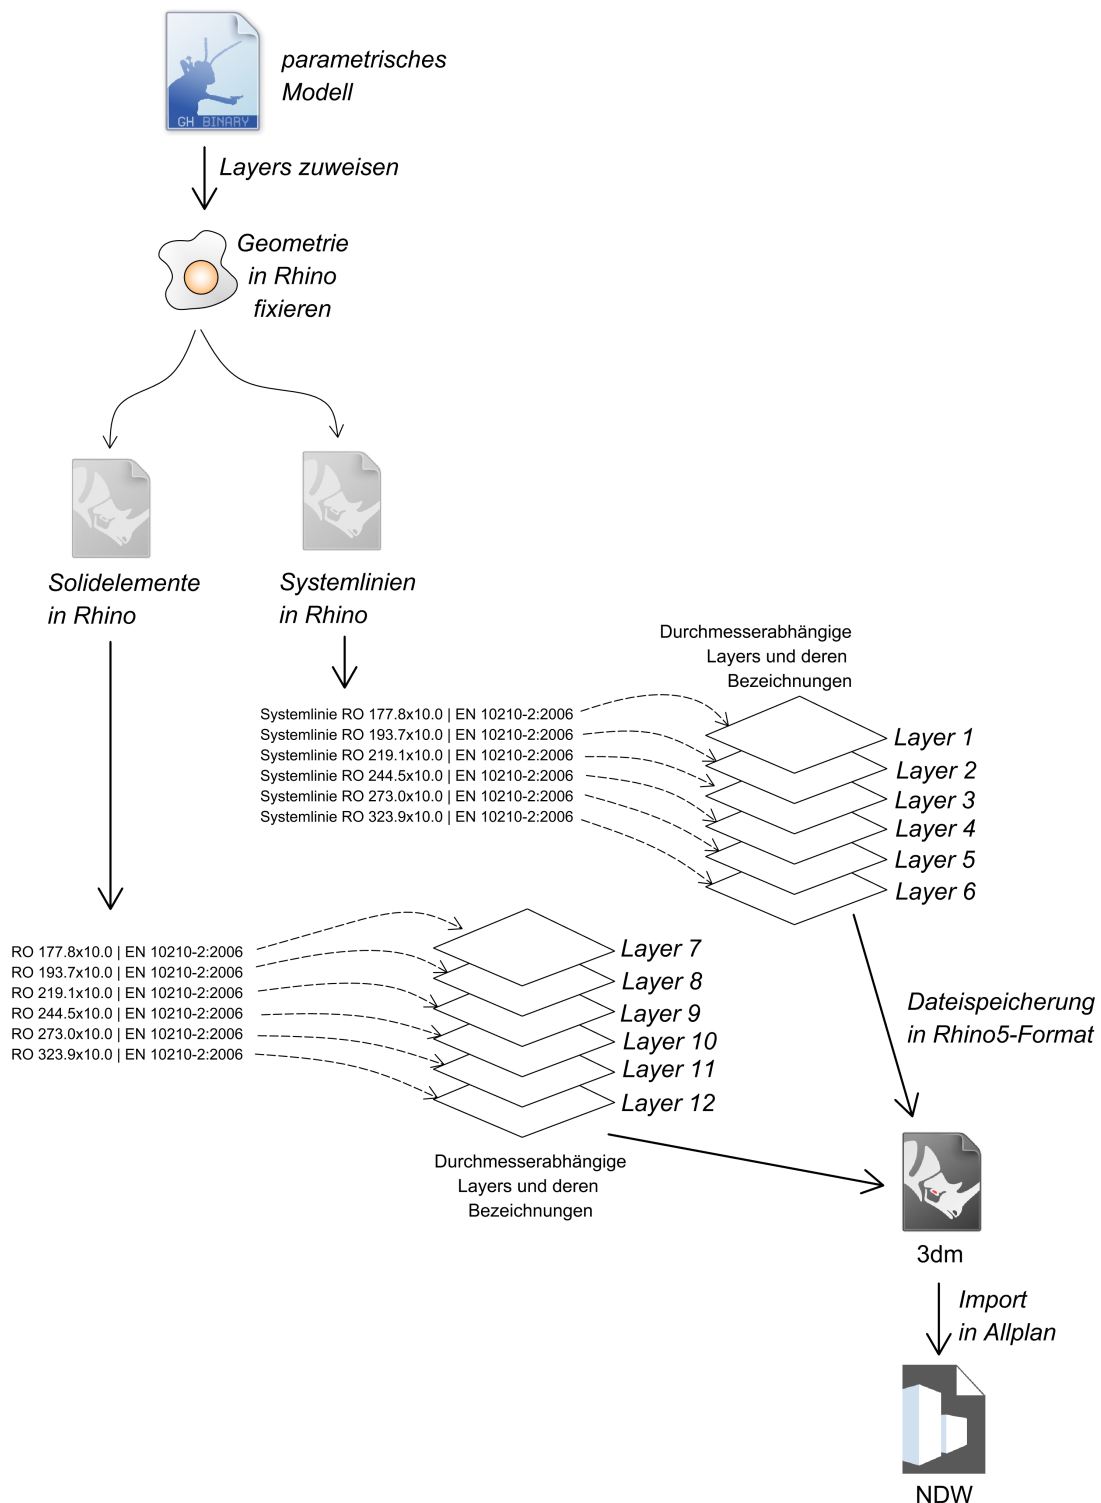 GH BINARY
parametrisches
Modell
Layers zuweisen
Geometrie
in Rhino
fixieren
Solidelemente
in Rhino
Systemlinien
in Rhino
Durchmesserabhängige
Layers und deren
Bezeichnungen
Systemlinie RO 177.8x10.0 | EN 10210-2:2006
Systemlinie RO 193.7x10.0 | EN 10210-2:2006
Systemlinie RO 219.1x10.0 | EN 10210-2:2006
Systemlinie RO 244.5x10.0 | EN 10210-2:2006
Systemlinie RO 273.0x10.0 | EN 10210-2:2006
Systemlinie RO 323.9x10.0 | EN 10210-2:2006
Layer 1
Layer 2
Layer 3
Layer 4
Layer 5
Layer 6
RO 177.8x10.0 | EN 10210-2:2006
RO 193.7x10.0 | EN 10210-2:2006
RO 219.1x10.0 | EN 10210-2:2006
RO 244.5x10.0 | EN 10210-2:2006
RO 273.0x10.0 | EN 10210-2:2006
RO 323.9x10.0 | EN 10210-2:2006
Layer 7
Layer 8
Layer 9
Layer 10
Layer 11
Layer 12
Durchmesserabhängige
Layers und deren
Bezeichnungen
Dateispeicherung
in Rhino5-Format
3dm
Import
in Allplan
NDW